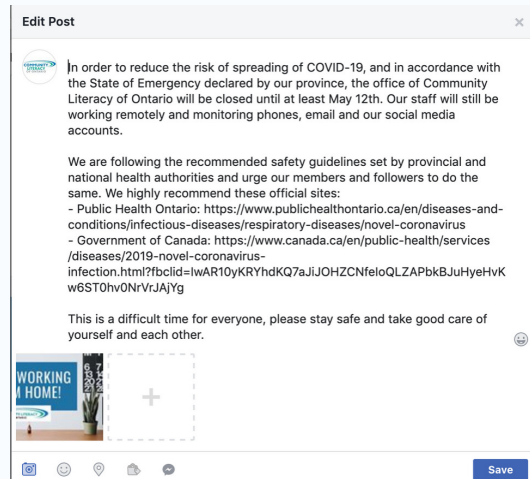 Edit Post
COMMUNITY
LITERACY
In order to reduce the risk of spreading of COVID-19, and in accordance with
the State of Emergency declared by our province, the office of Community
Literacy of Ontario will be closed until at least May 12th. Our staff will still be
working remotely and monitoring phones, email and our social media
accounts.
We are following the recommended safety guidelines set by provincial and
national health authorities and urge our members and followers to do the
same. We highly recommend these official sites:
- Public Health Ontario: https://www.publichealthontario.ca/en/diseases-and-
conditions/infectious-diseases/respiratory-diseases/novel-coronavirus
- Government of Canada: https://www.canada.ca/en/public-health/services
/diseases/2019-novel-coronavirus-
infection.html?fbclid=IwAR10yKRYhdKQ7aJiJOHZCNfeIoQLZAPbkBJuHyeHvK
w6ST0hv0NrVrJAjYg
This is a difficult time for everyone, please stay safe and take good care of
yourself and each other.
WORKING
M HOME!
Save